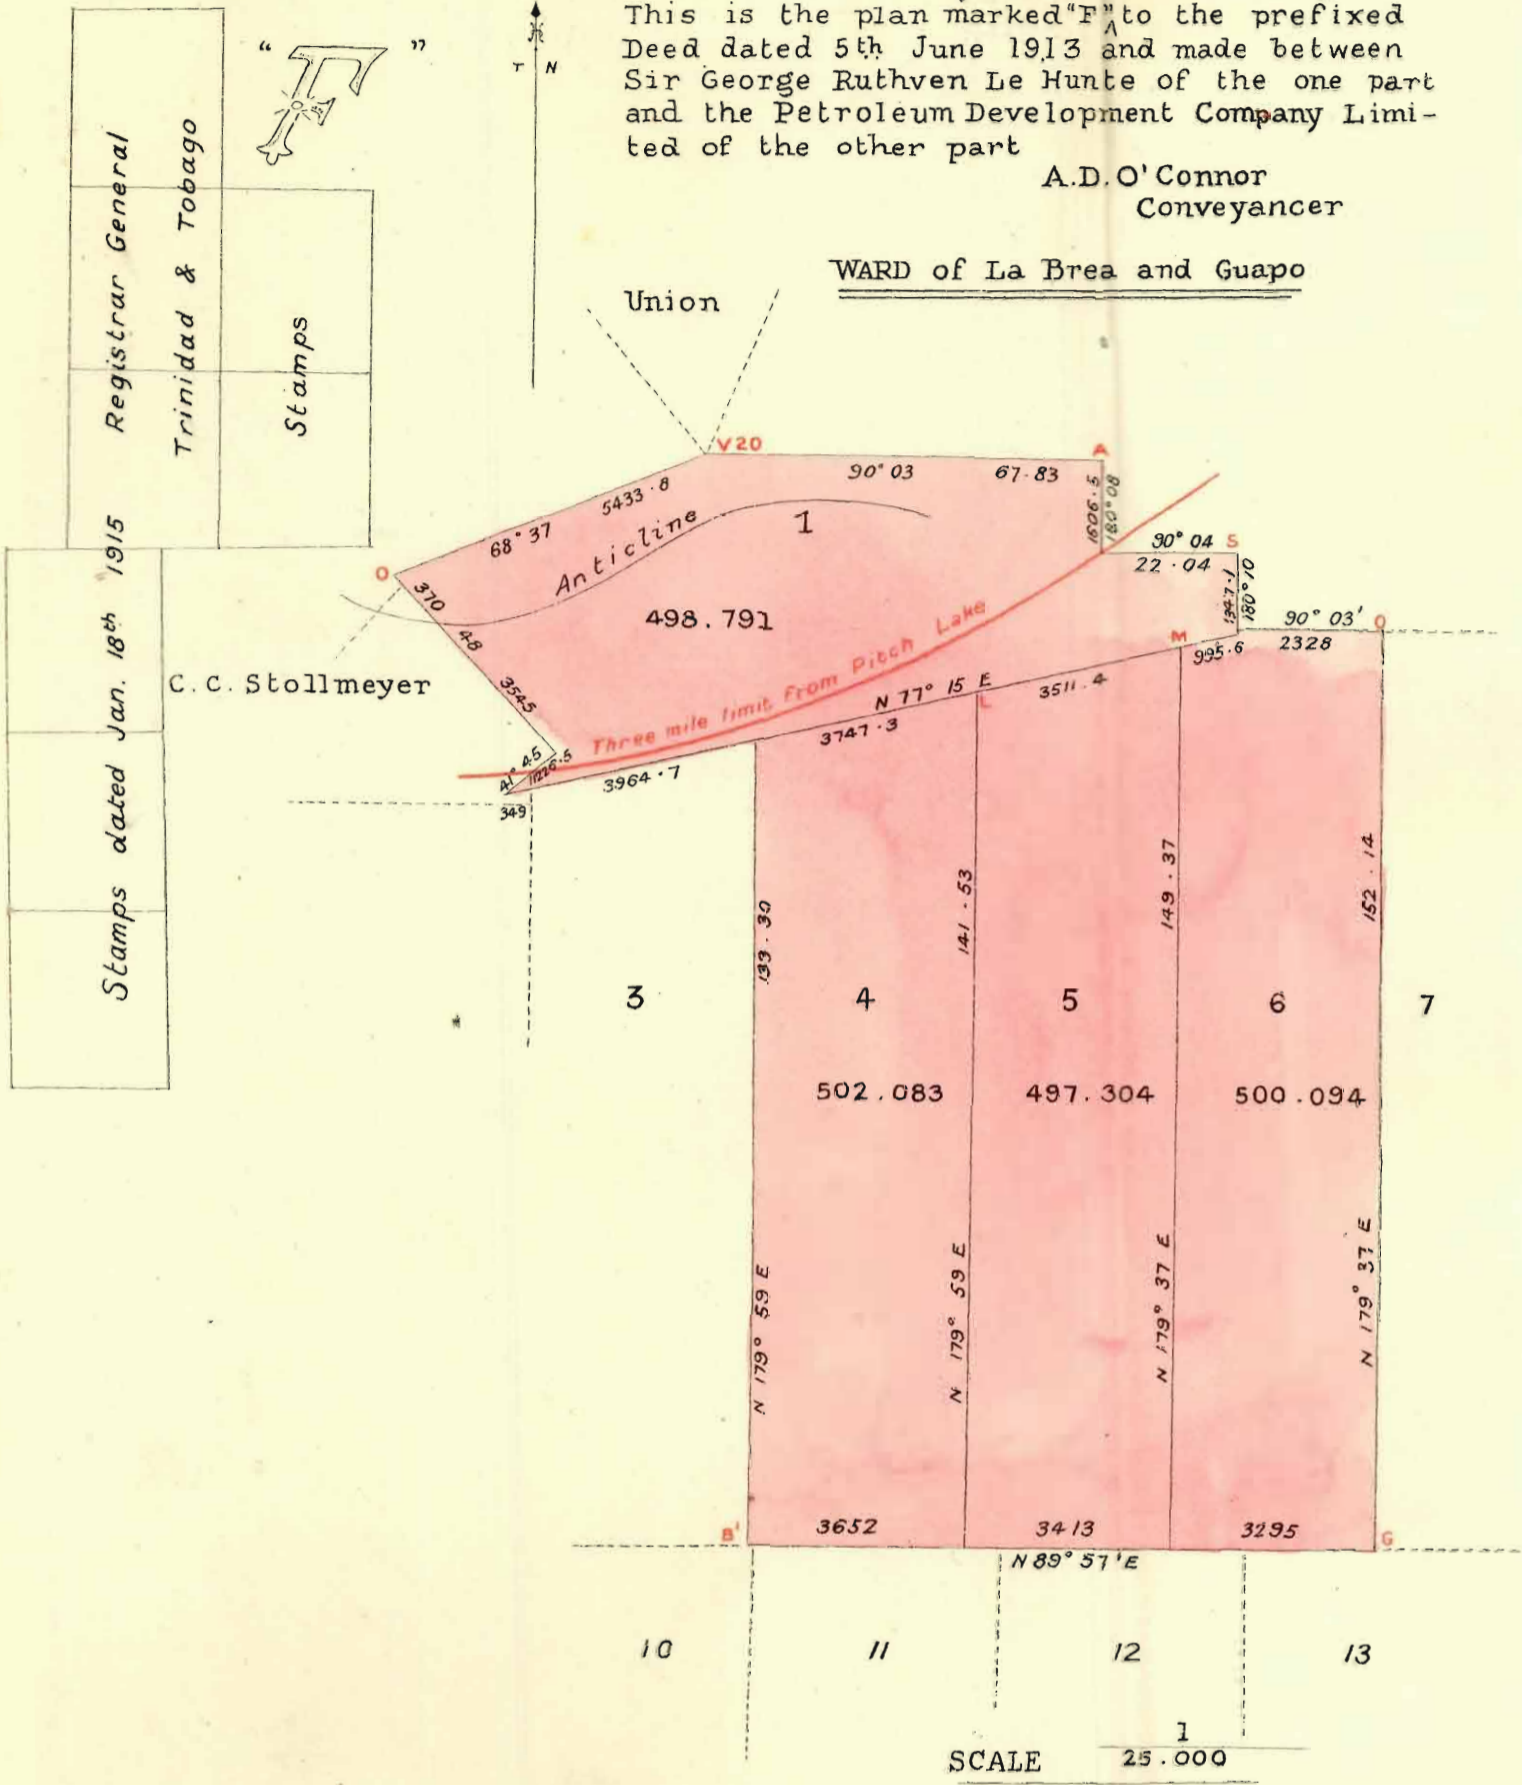 This is the plan marked "F" to the prefixed
Deed dated 5th June 1913 and made between
Sir George Ruthven Le Hunte of the one part
and the Petroleum Development Company Limi-
ted of the other part
A.D. O'Connor
Conveyancer
WARD of La Brea and Guapo
"F"
T N
Registrar General
Trinidad & Tobago
Stamps
Stamps dated Jan. 18th 1915
Union
V20
A
90° 03
67.83
5433.8
68° 37
1606.5
180° 08
Anticline
1
O
90° 04
S
22.04
1347.1
180° 10
370
48
3545
498.791
90° 03'
O
2328
M
995.6
C.C. Stollmeyer
Three mile limit from Pitch Lake
N 77° 15 E
L
3511.4
3747.3
3964.7
41° 45
349
133.30
141.53
149.37
152.14
3
4
5
6
7
502.083
497.304
500.094
N 179° 59 E
N 179° 59 E
N 179° 37 E
N 179° 37 E
B'
3652
3413
3295
G
N 89° 57' E
10
11
12
13
SCALE 1
25.000